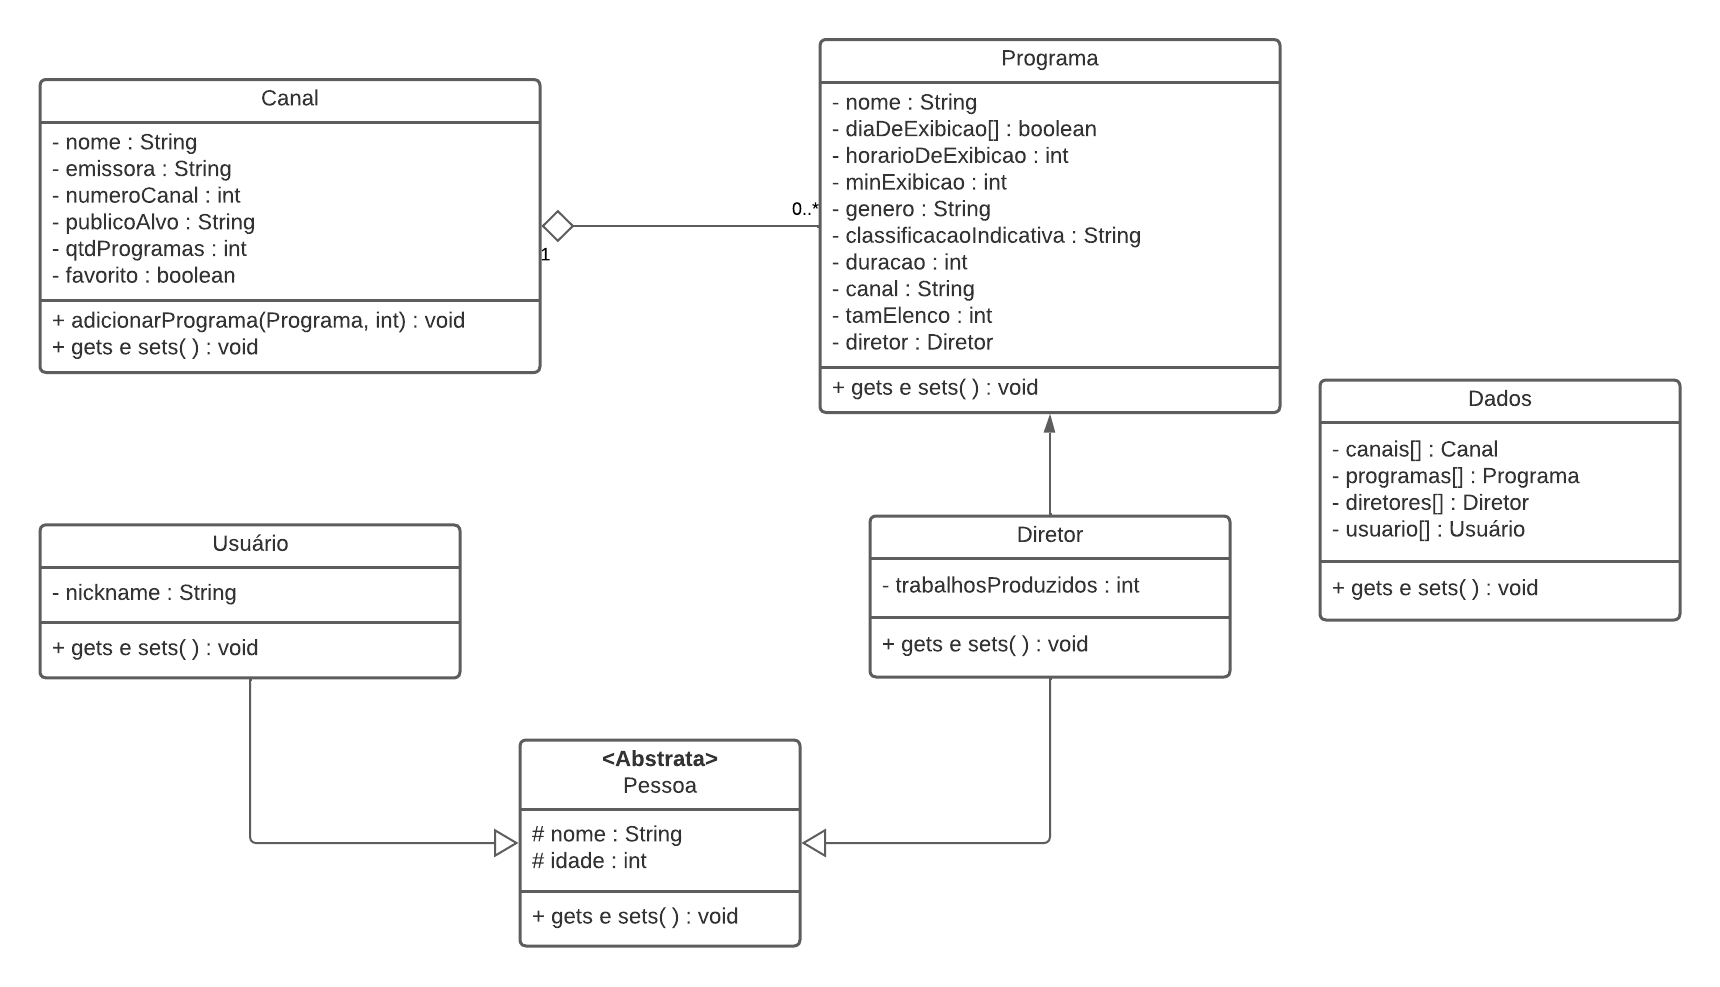 Canal
- nome : String
- emissora : String
- numeroCanal : int
- publicoAlvo : String
- qtdProgramas : int
- favorito : boolean
+ adicionarPrograma(Programa, int) : void
+ gets e sets( ) : void
1
0..*
Programa
- nome : String
- diaDeExibicao[] : boolean
- horarioDeExibicao : int
- minExibicao : int
- genero : String
- classificacaoIndicativa : String
- duracao : int
- canal : String
- tamElenco : int
- diretor : Diretor
+ gets e sets( ) : void
Dados
- canais[] : Canal
- programas[] : Programa
- diretores[] : Diretor
- usuario[] : Usuário
+ gets e sets( ) : void
Usuário
- nickname : String
+ gets e sets( ) : void
Diretor
- trabalhosProduzidos : int
+ gets e sets( ) : void
<Abstrata>
Pessoa
# nome : String
# idade : int
+ gets e sets( ) : void